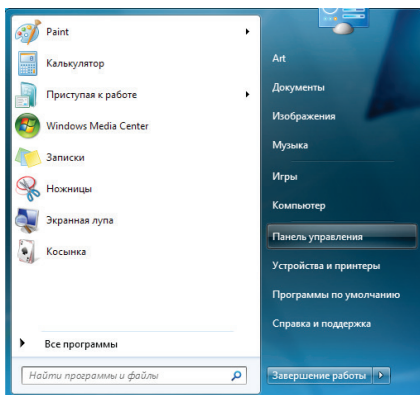 Paint
Калькулятор
Приступая к работе
Windows Media Center
Записки
Ножницы
Экранная лупа
Косынка
Все программы
Найти программы и файлы
Art
Документы
Изображения
Музыка
Игры
Компьютер
Панель управления
Устройства и принтеры
Программы по умолчанию
Справка и поддержка
Завершение работы